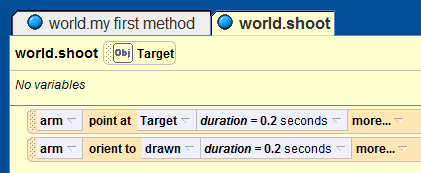 world.my first method world.shoot
world.shoot Obj Target
No variables
arm point at Target duration = 0.2 seconds more...
arm orient to drawn duration = 0.2 seconds more...